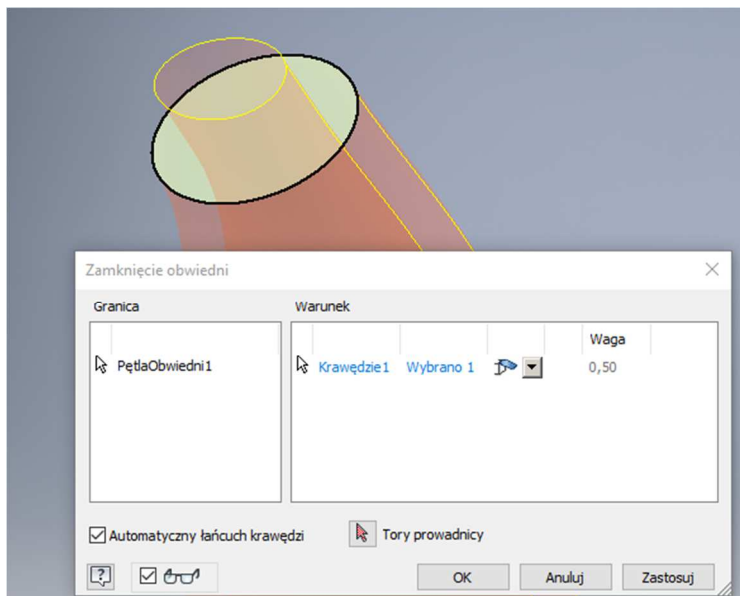 Zamknięcie obwiedni
Granica
Warunek
Waga
PętlaObwiedni1
Krawędzie1 Wybrano 1 0,50
Automatyczny łańcuch krawędzi
Tory prowadnicy
OK Anuluj Zastosuj